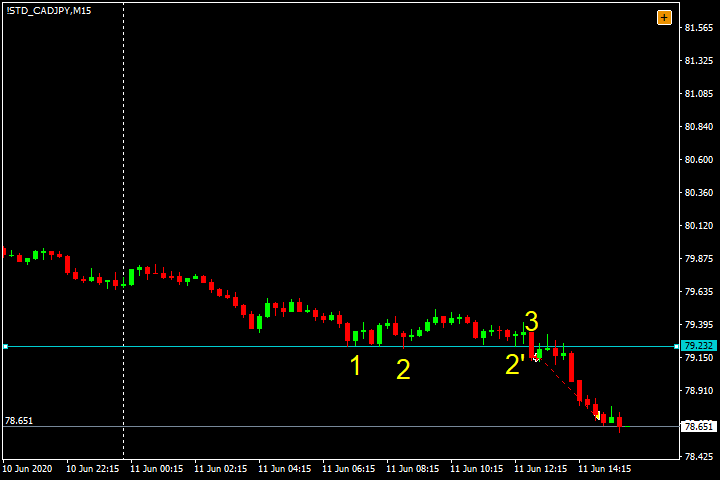 !STD_CADJPY,M15
81.565
81.325
81.085
80.840
80.600
80.360
80.120
79.875
79.635
79.395
79.232
79.150
78.910
78.651
78.651
78.425
1
2
2'
3
10 Jun 2020
10 Jun 22:15
11 Jun 00:15
11 Jun 02:15
11 Jun 04:15
11 Jun 06:15
11 Jun 08:15
11 Jun 10:15
11 Jun 12:15
11 Jun 14:15